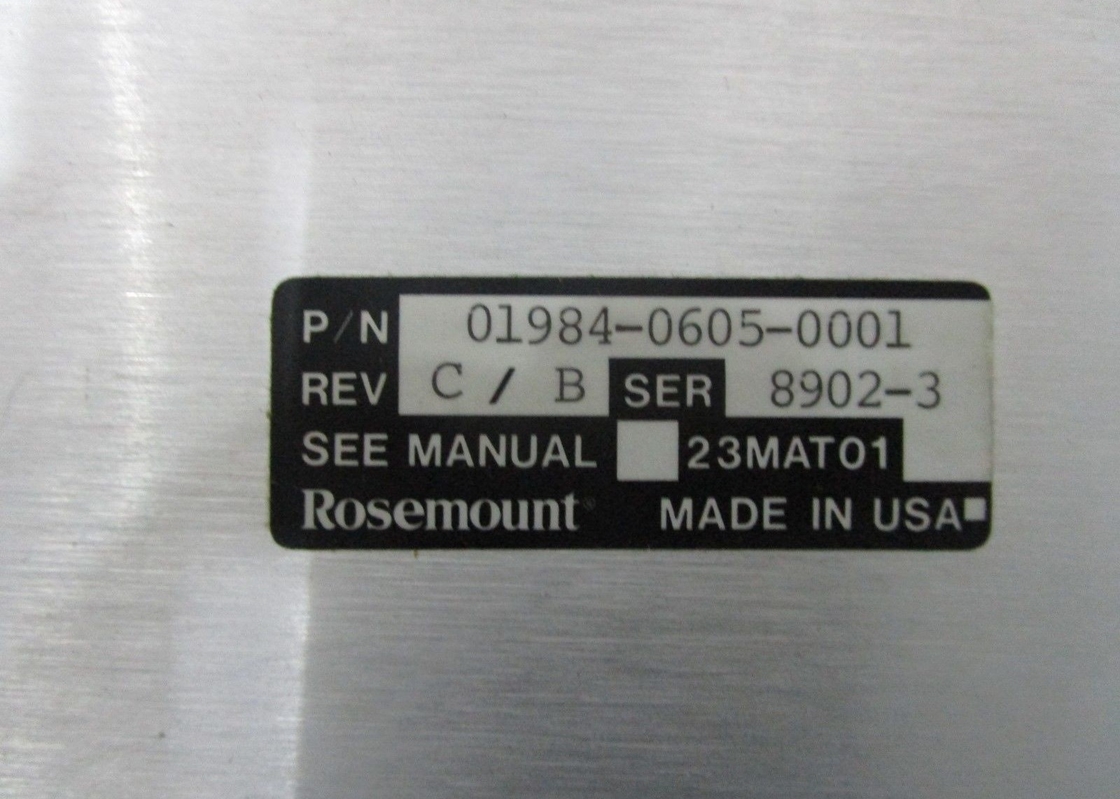 P/N 01984-0605-0001
REV C / B SER 8902-3
SEE MANUAL 23MAT01
Rosemount® MADE IN USA